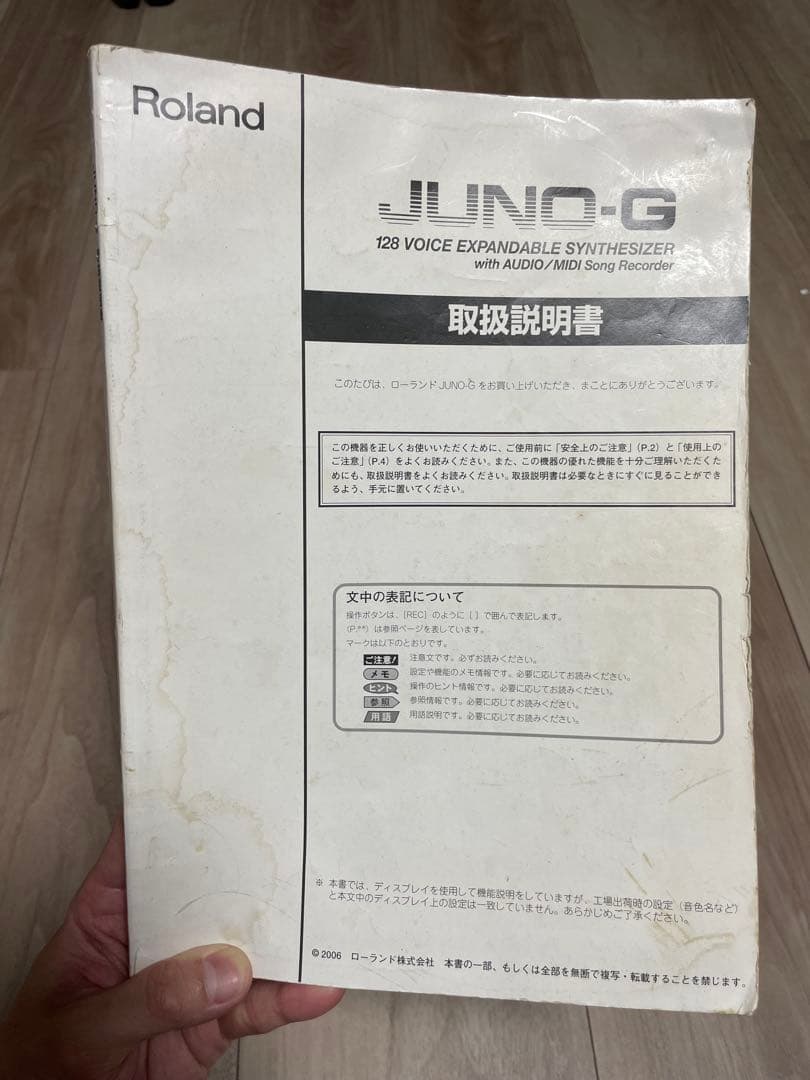 Roland
JUNO-G
128 VOICE EXPANDABLE SYNTHESIZER
with AUDIO/MIDI Song Recorder
取扱説明書
このたびは、ローランド JUNO-G をお買い上げいただき、まことにありがとうございます。
この機器を正しくお使いいただくために、ご使用前に「安全上のご注意」(P.2) と「使用上の
ご注意」(P.4) をよくお読みください。また、この機器の優れた機能を十分ご理解いただくた
めにも、取扱説明書をよくお読みください。取扱説明書は必要なときにすぐに見ることができ
るよう、手元に置いてください。
文中の表記について
操作ボタンは、[REC] のように [ ] で囲んで表記します。
(P.**) は参照ページを表しています。
マークは以下のとおりです。
ご注意! 注意文です。必ずお読みください。
メモ 設定や機能のメモ情報です。必要に応じてお読みください。
ヒント 操作のヒント情報です。必要に応じてお読みください。
参照 参照情報です。必要に応じてお読みください。
用語 用語説明です。必要に応じてお読みください。
※ 本書では、ディスプレイを使用して機能説明をしていますが、工場出荷時の設定（音色名など）
と本文中のディスプレイ上の設定は一致していません。あらかじめご了承ください。
© 2006 ローランド株式会社 本書の一部、もしくは全部を無断で複写・転載することを禁じます。